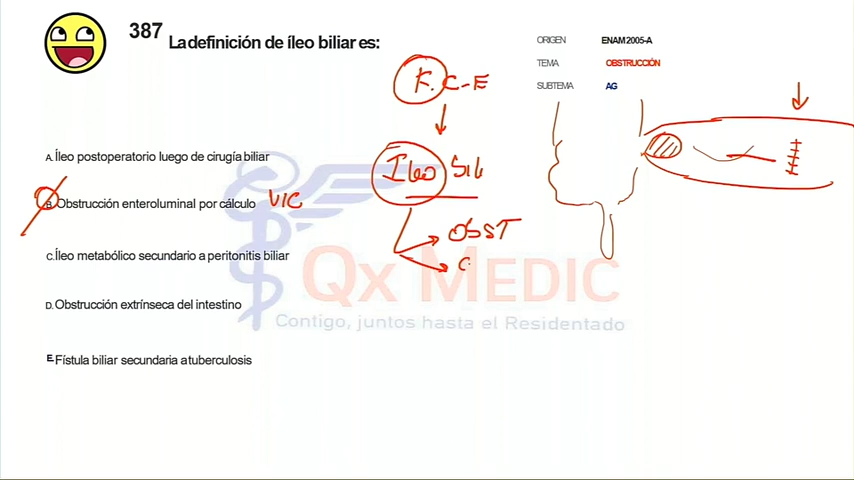 387 La definición de íleo biliar es:
ORIGEN ENAM 2005-A
TEMA OBSTRUCCIÓN
SUBTEMA AG
F. C-E
A. Íleo postoperatorio luego de cirugía biliar
Ileo Bil
B. Obstrucción enteroluminal por cálculo VIC
OBST
C. Íleo metabólico secundario a peritonitis biliar
C
D. Obstrucción extrínseca del intestino
E. Fístula biliar secundaria a tuberculosis
Qx MEDIC
Contigo, juntos hasta el Residentado